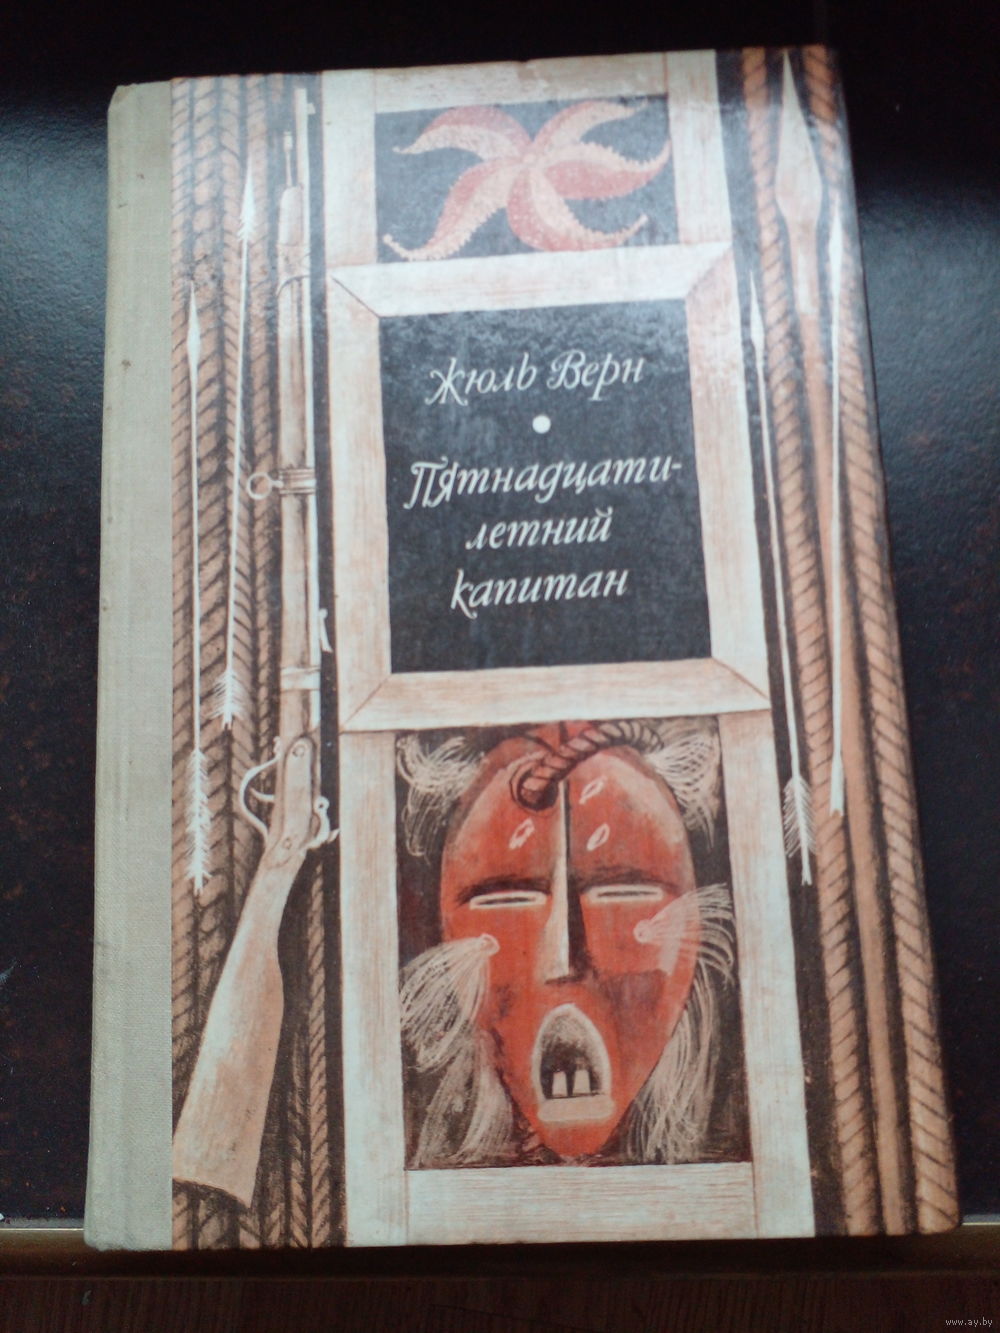 Жюль Верн
Пятнадцати-
летний
капитан
www.ay.by